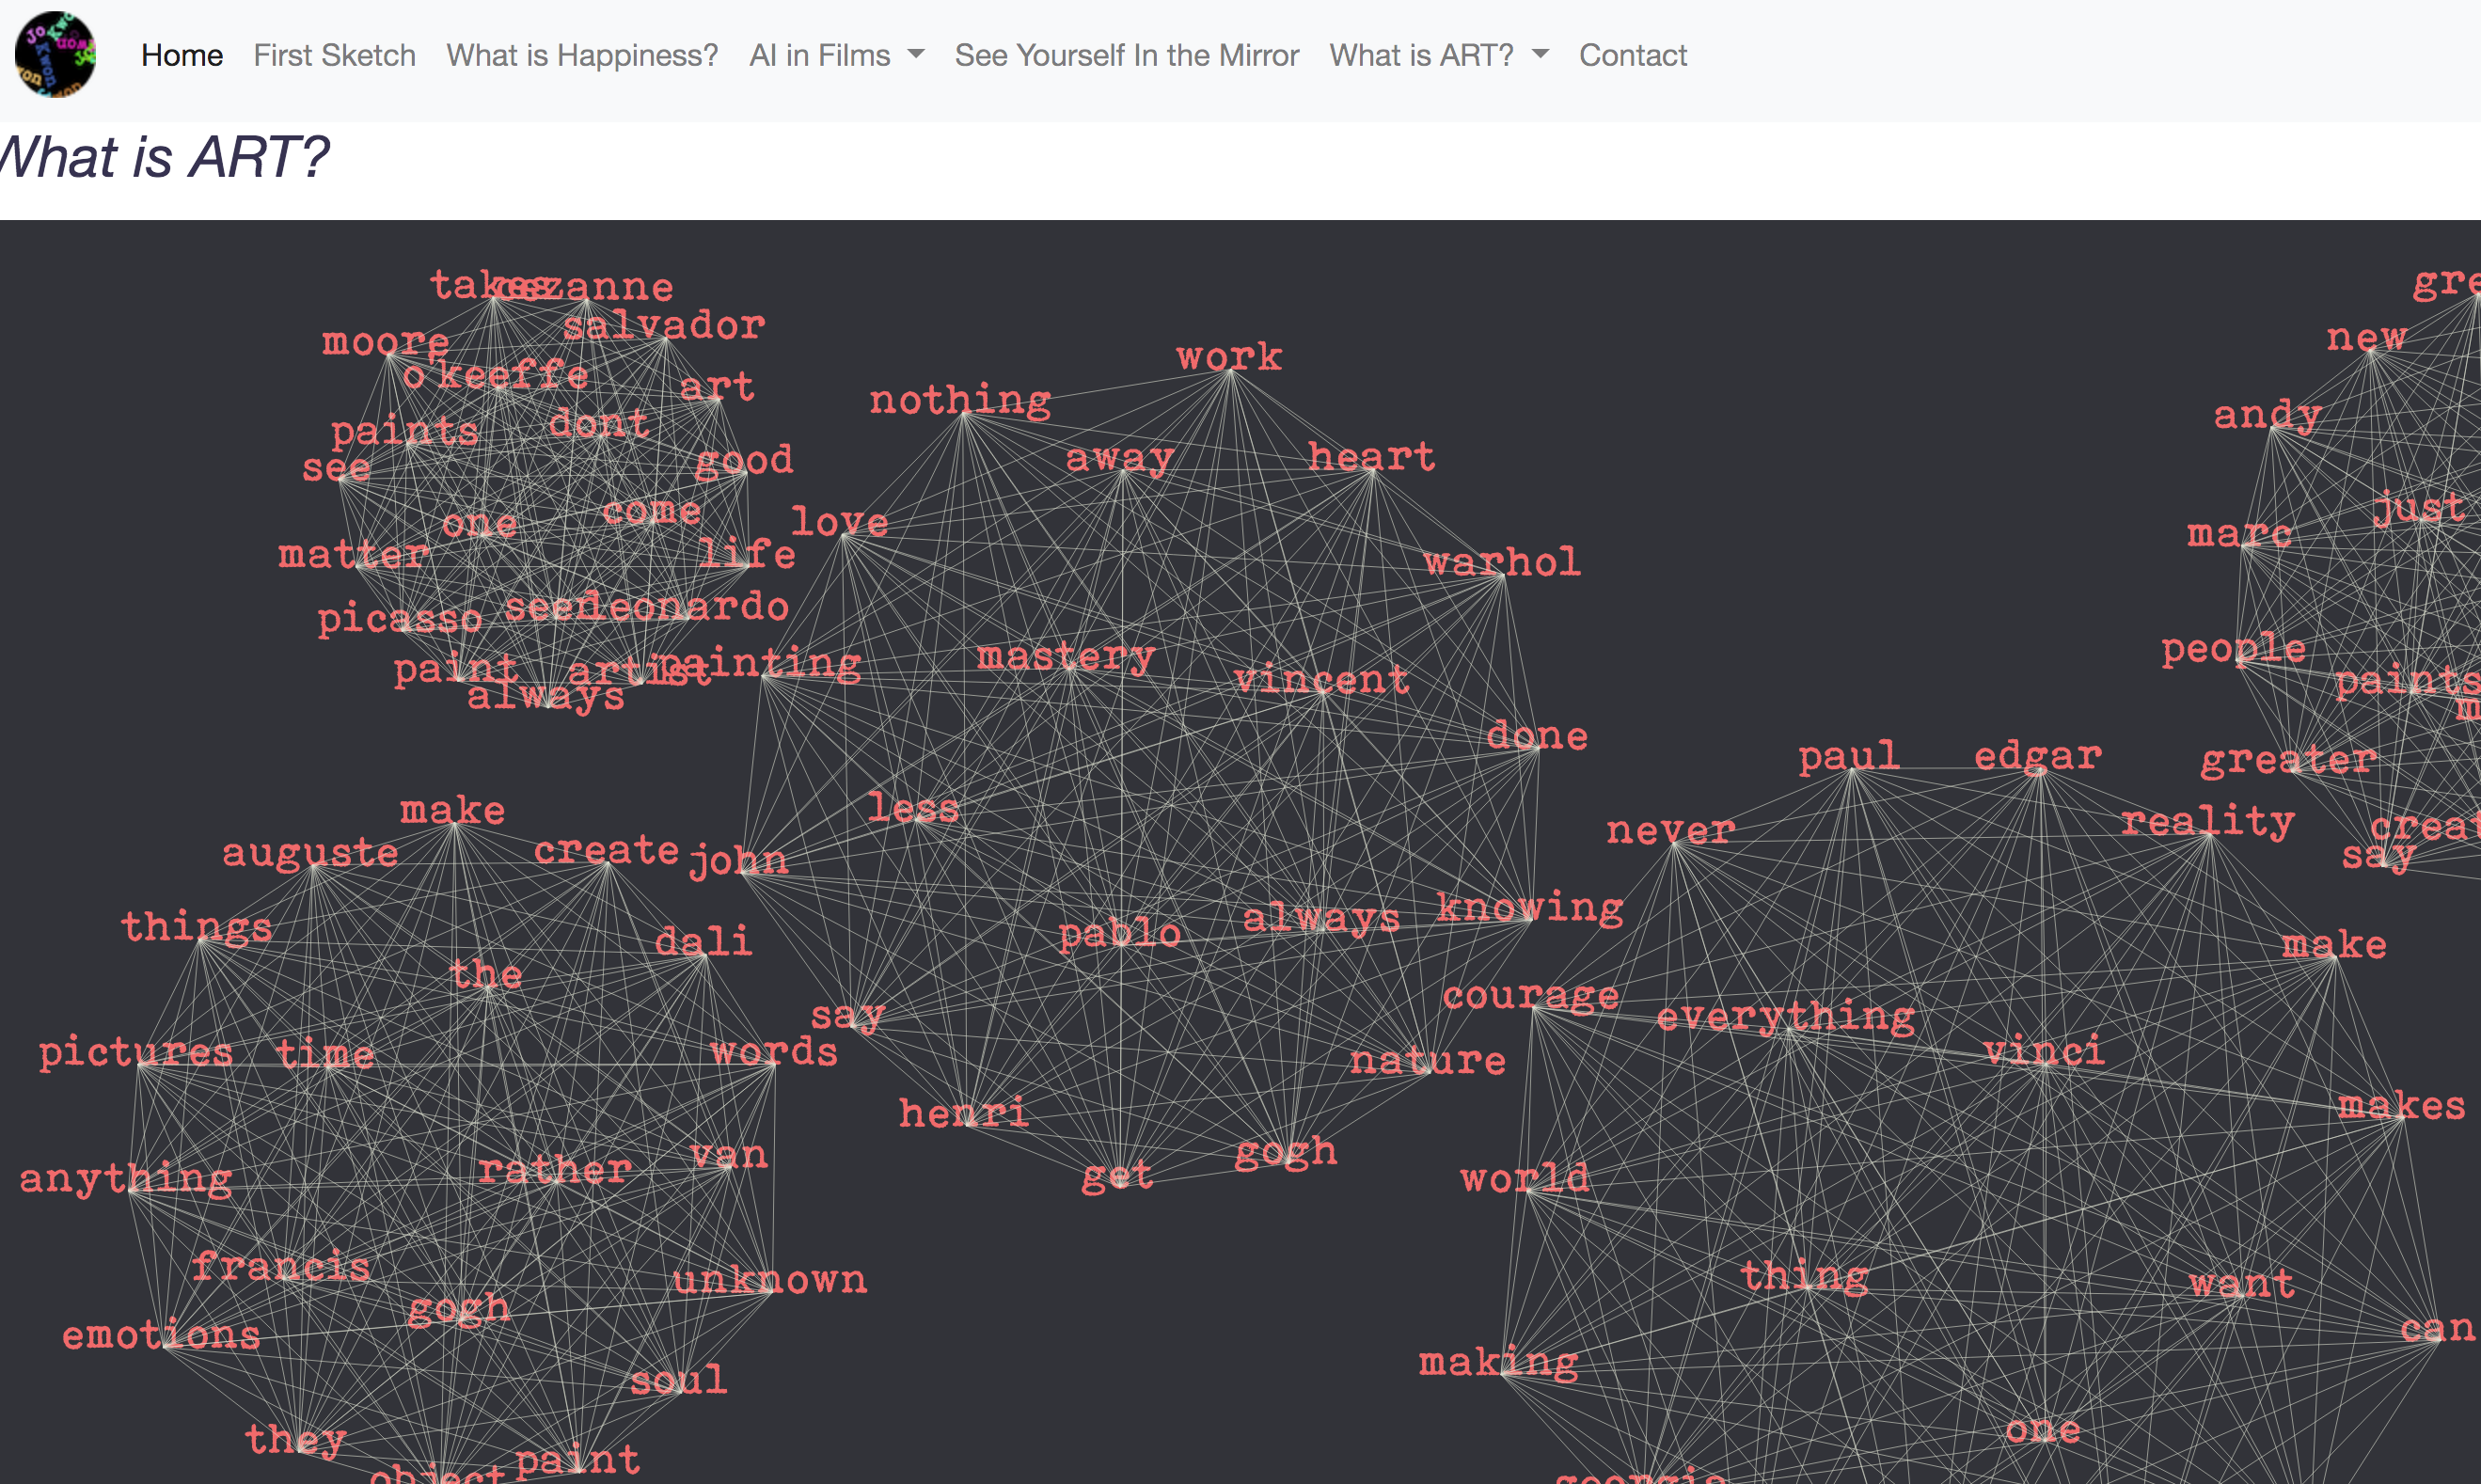 Home First Sketch What is Happiness? AI in Films See Yourself In the Mirror What is ART? Contact
What is ART?
takes cezanne
salvador
moore
o'keeffe
art
paints
dont
see
good
one
come
matter
life
picasso
seed
leonardo
paint
artist
always
work
nothing
away
heart
love
warhol
painting
mastery
vincent
done
less
john
pablo
always
knowing
say
nature
henri
get
gogh
new
andy
just
marc
people
paints
greater
say
make
auguste
create
things
dali
the
pictures
time
words
anything
rather
van
francis
unknown
gogh
emotions
soul
they
object
paint
paul
edgar
never
reality
make
courage
everything
vinci
makes
world
thing
want
making
can
one
georgia